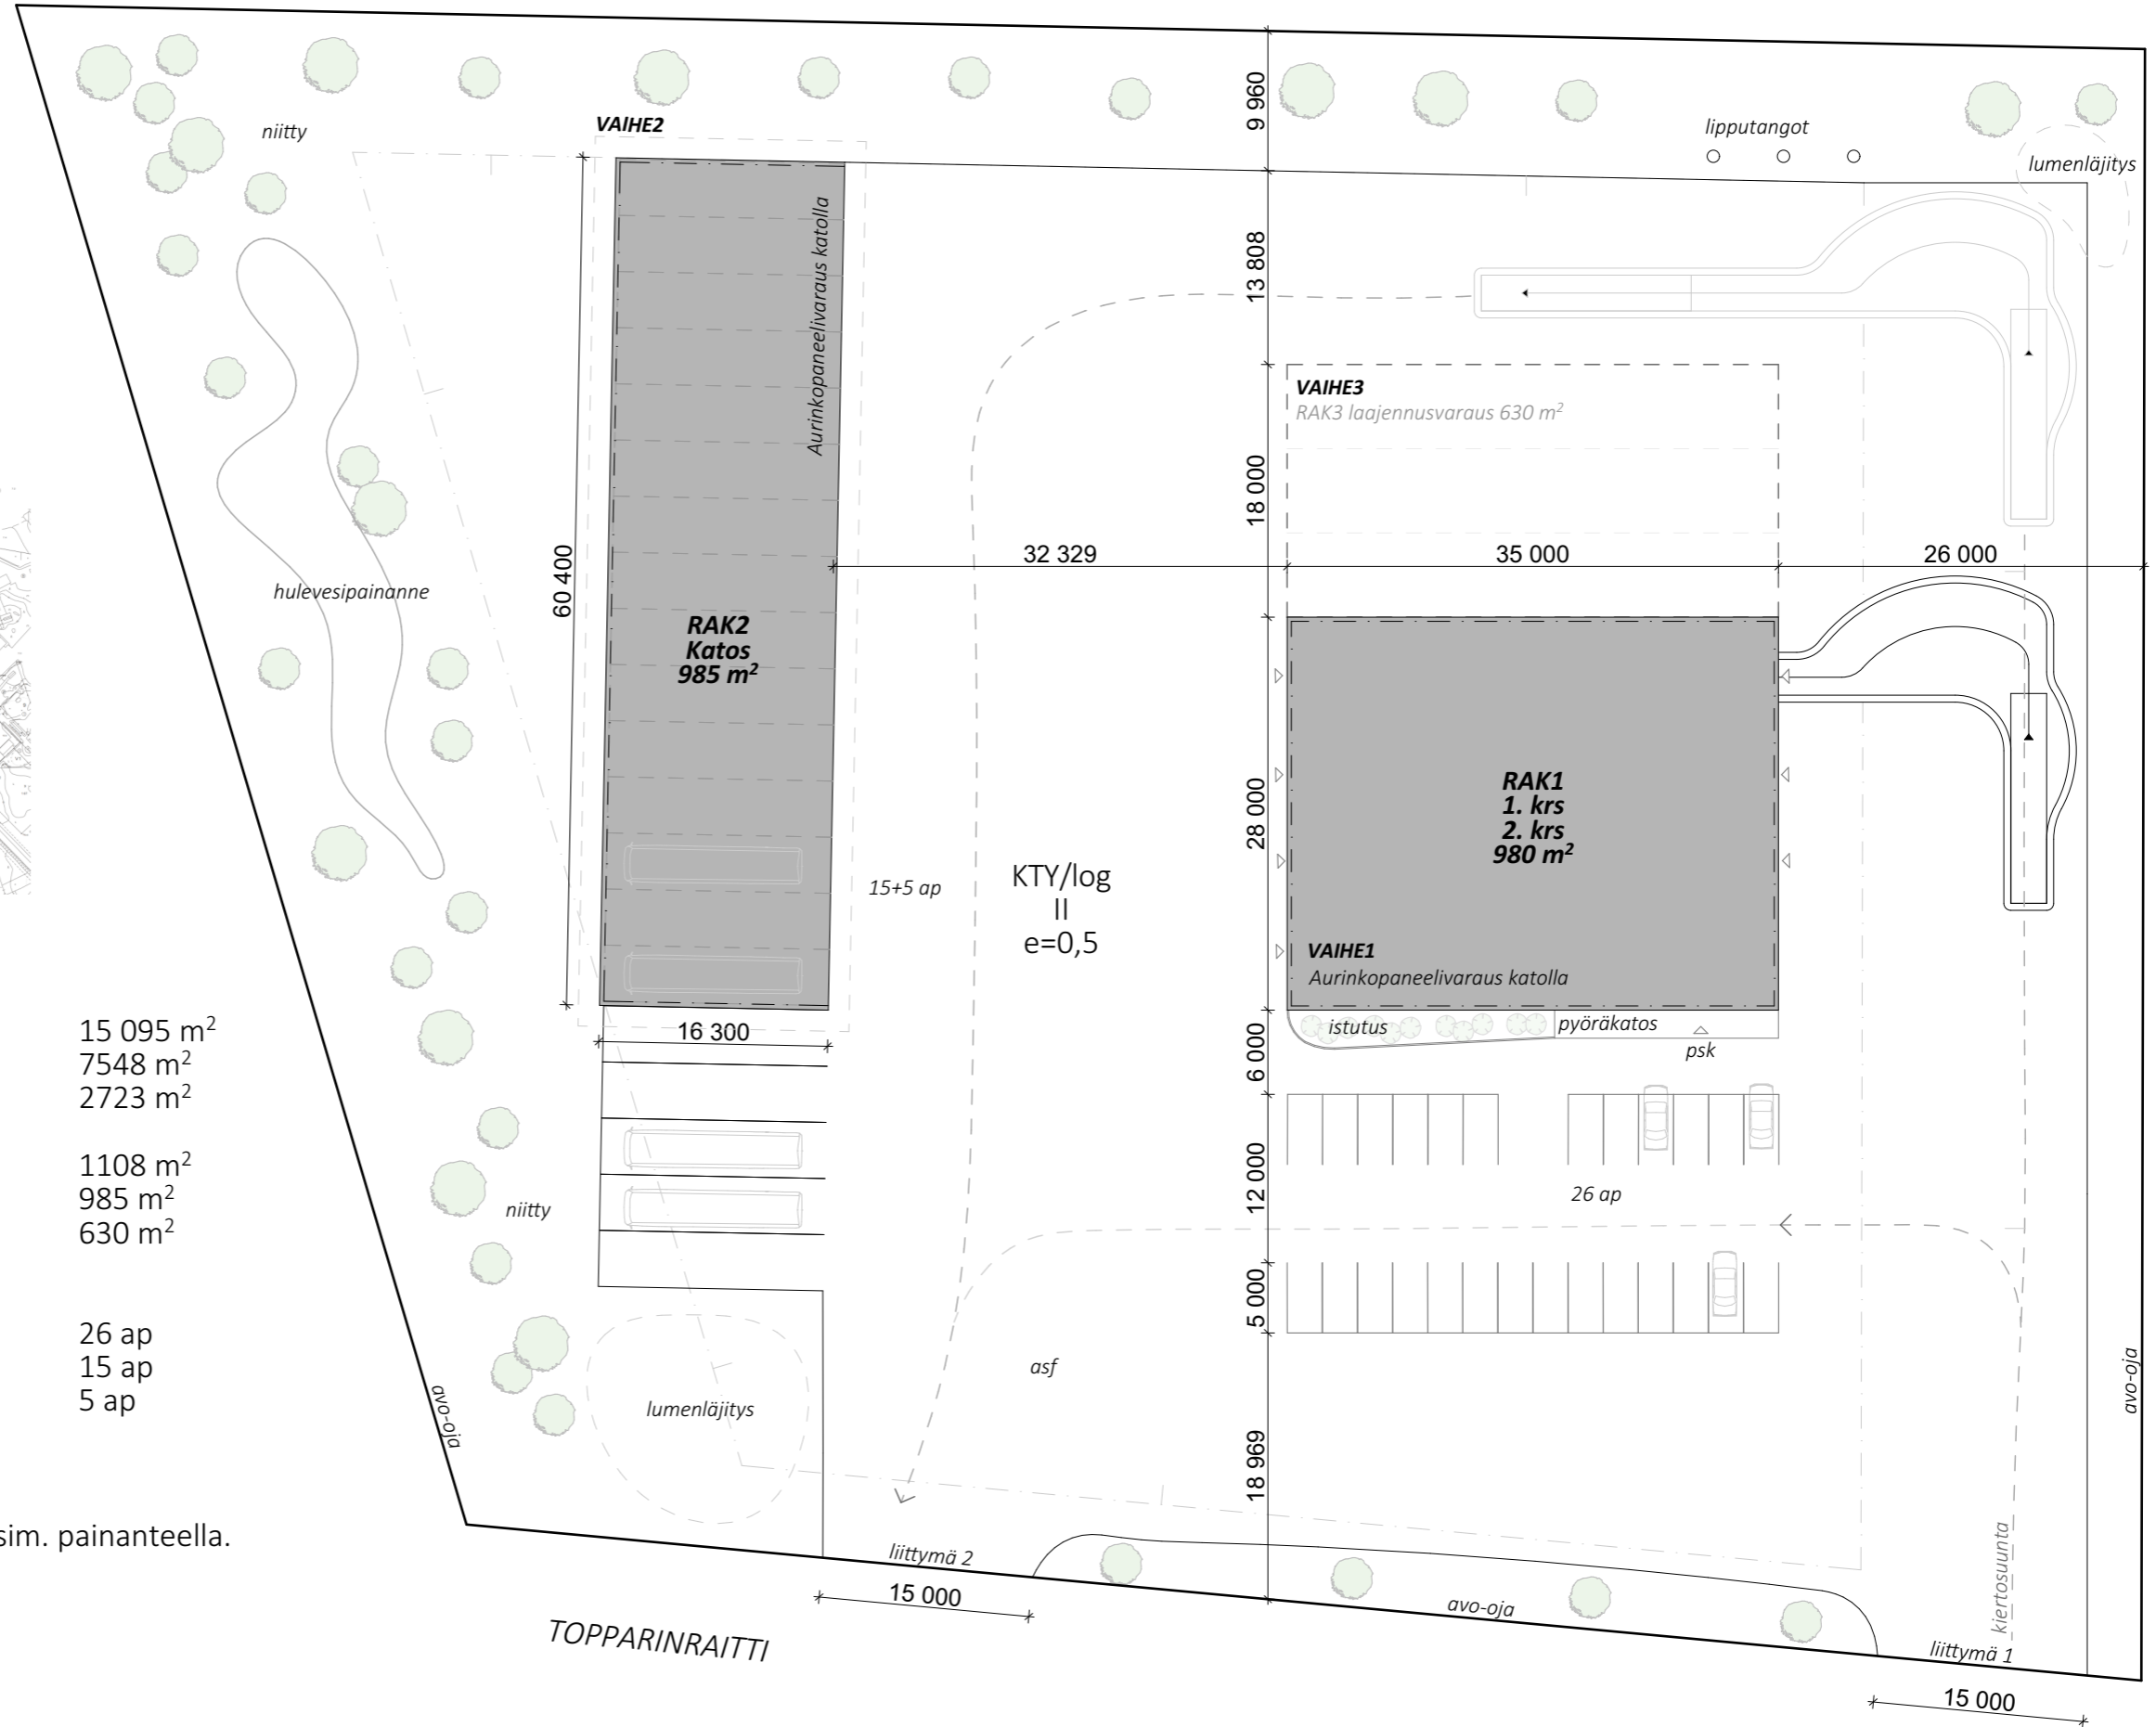 niitty
VAIHE2
Aurinkopaneelivaraus katolla
9 960
lipputangot
lumenläjitys
13 808
VAIHE3
RAK3 laajennusvaraus 630 m²
18 000
32 329
35 000
26 000
60 400
hulevesipainanne
RAK2
Katos
985 m²
28 000
RAK1
1. krs
2. krs
980 m²
15+5 ap
KTY/log
II
e=0,5
VAIHE1
Aurinkopaneelivaraus katolla
16 300
istutus
pyöräkatos
psk
6 000
15 095 m²
7548 m²
2723 m²
1108 m²
985 m²
630 m²
26 ap
15 ap
5 ap
niitty
12 000
26 ap
5 000
asf
lumenläjitys
avo-oja
avo-oja
18 969
sim. painanteella.
liittymä 2
15 000
avo-oja
kiertosuunta
liittymä 1
15 000
TOPPARINRAITTI